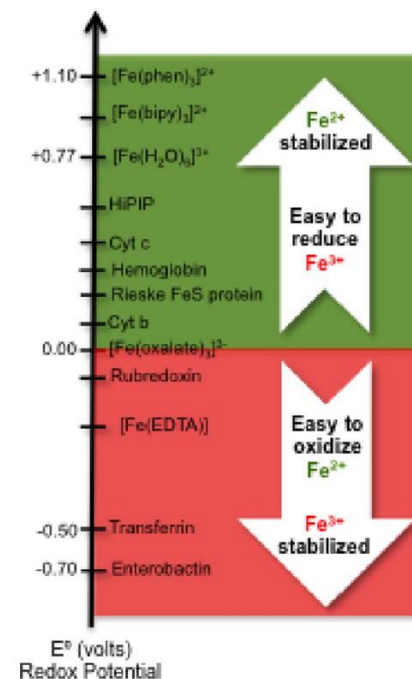 +1.10
[Fe(phen)₃]²⁺
[Fe(bipy)₃]²⁺
+0.77
[Fe(H₂O)₆]³⁺
HiPIP
Cyt c
Hemoglobin
Rieske FeS protein
Cyt b
0.00
[Fe(oxalate)₃]³⁻
Rubredoxin
[Fe(EDTA)]
-0.50
Transferrin
-0.70
Enterobactin
E⁰ (volts)
Redox Potential
Fe²⁺
stabilized
Easy to
reduce
Fe³⁺
Easy to
oxidize
Fe²⁺
Fe³⁺
stabilized